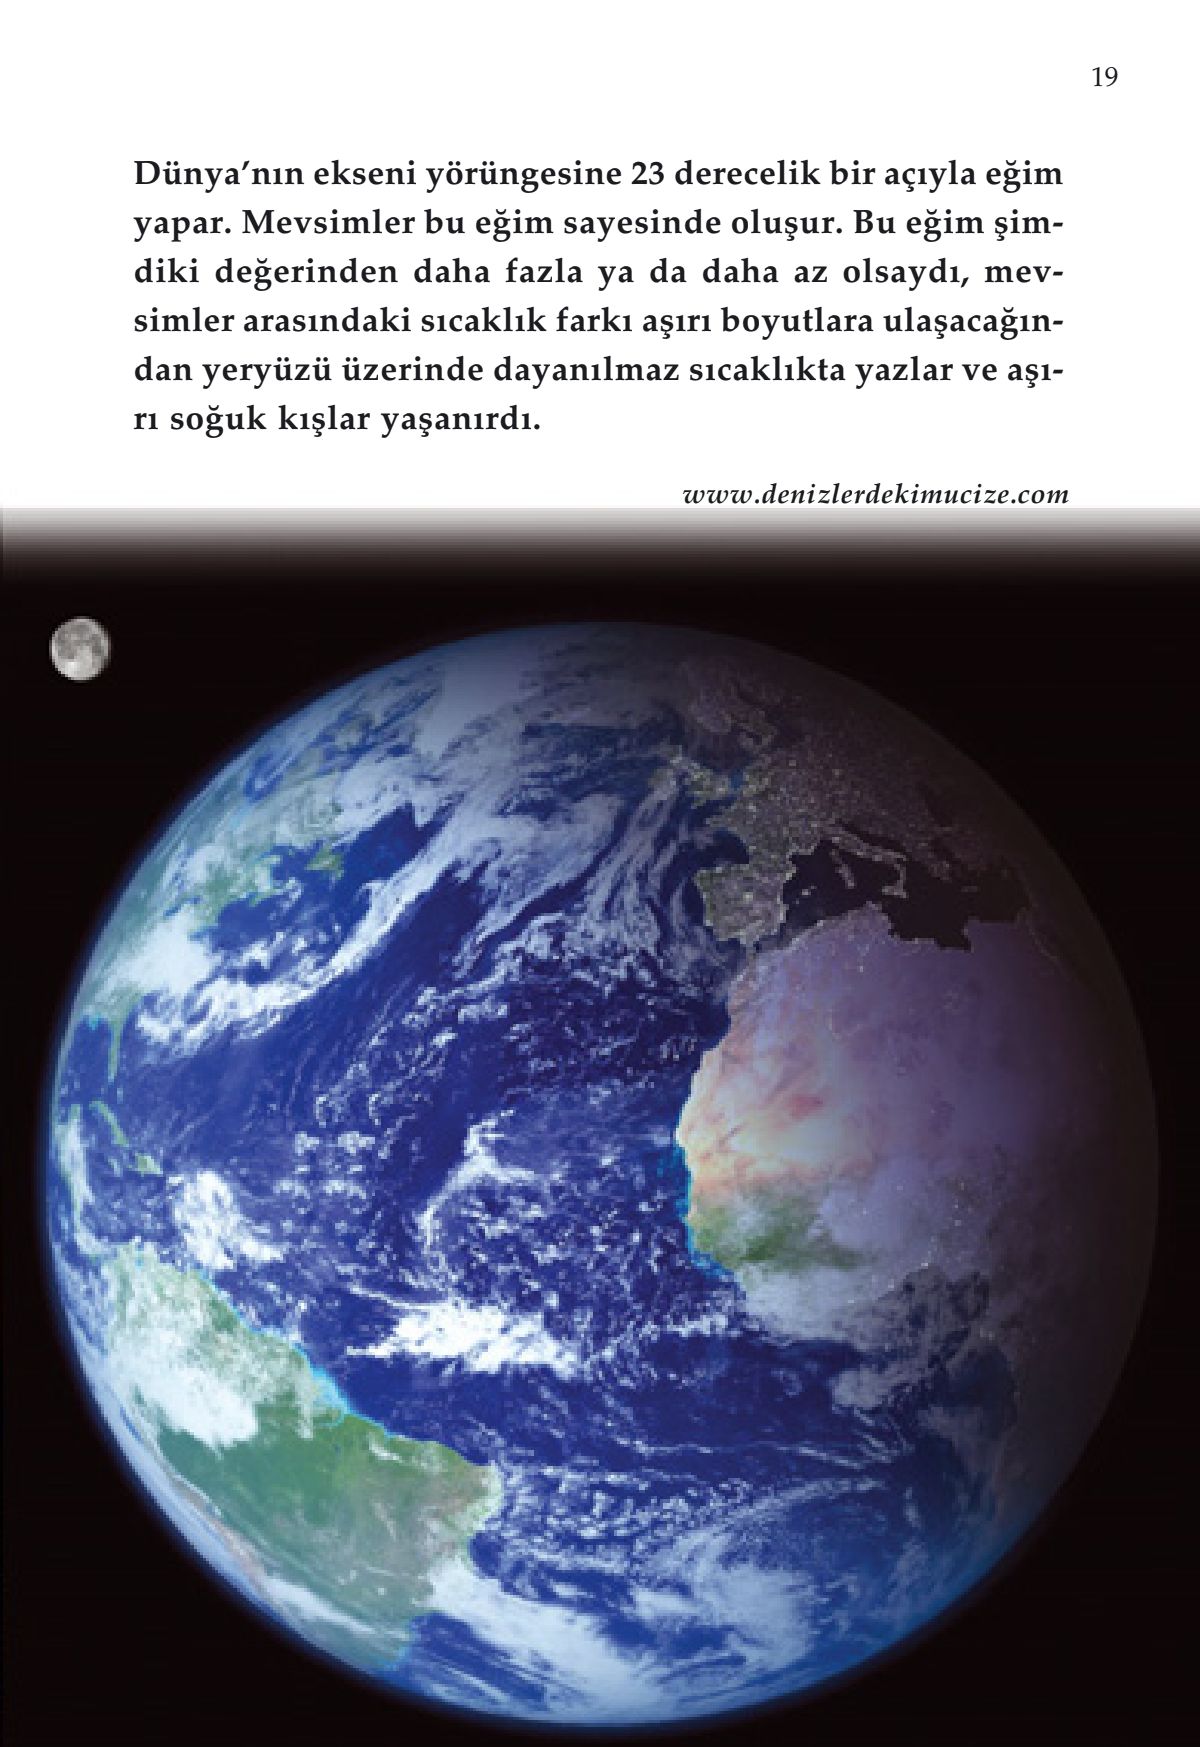 19
Dünya’nın ekseni yörüngesine 23 derecelik bir açıyla eğim
yapar. Mevsimler bu eğim sayesinde oluşur. Bu eğim şim-
diki değerinden daha fazla ya da daha az olsaydı, mev-
simler arasındaki sıcaklık farkı aşırı boyutlara ulaşacağın-
dan yeryüzü üzerinde dayanılmaz sıcaklıkta yazlar ve aşı-
rı soğuk kışlar yaşanırdı.
www.denizlerdekimucize.com